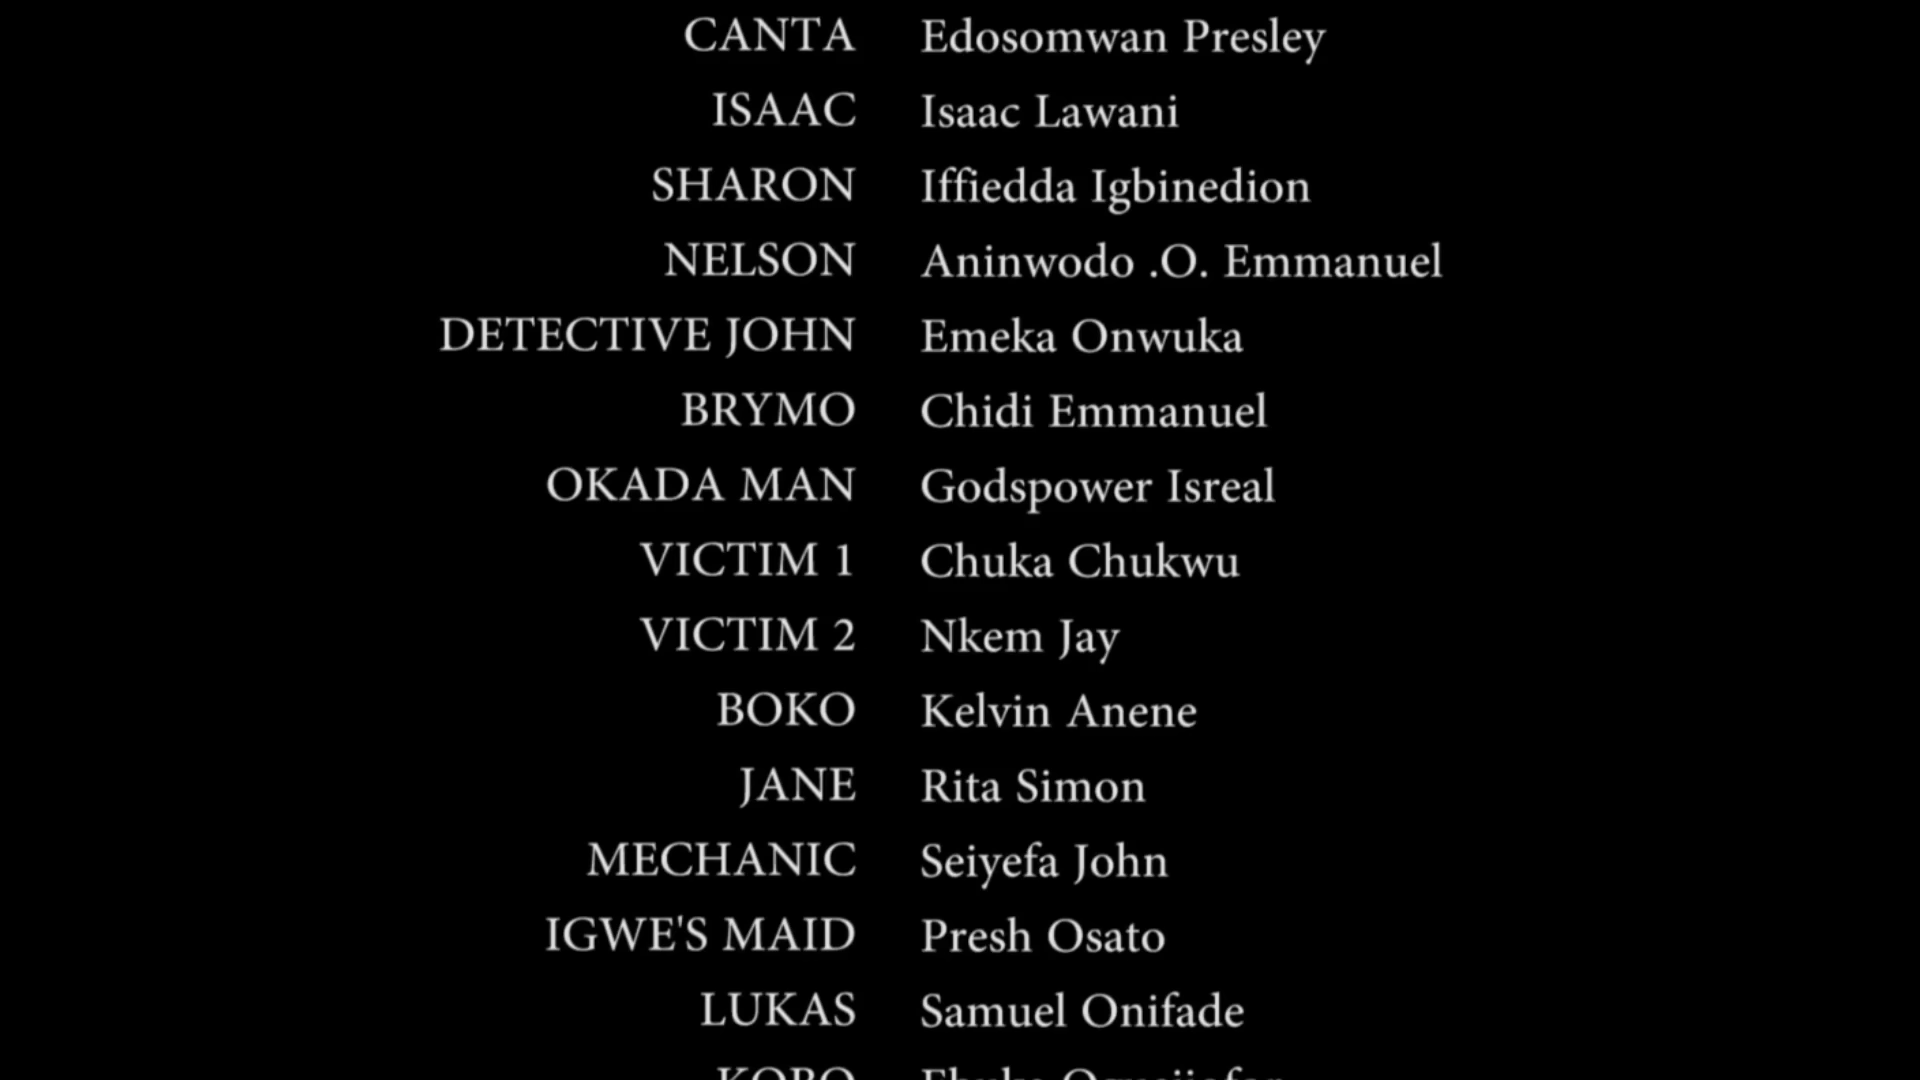 CANTA Edosomwan Presley
ISAAC Isaac Lawani
SHARON Iffiedda Igbinedion
NELSON Aninwodo .O. Emmanuel
DETECTIVE JOHN Emeka Onwuka
BRYMO Chidi Emmanuel
OKADA MAN Godspower Isreal
VICTIM 1 Chuka Chukwu
VICTIM 2 Nkem Jay
BOKO Kelvin Anene
JANE Rita Simon
MECHANIC Seiyefa John
IGWE'S MAID Presh Osato
LUKAS Samuel Onifade